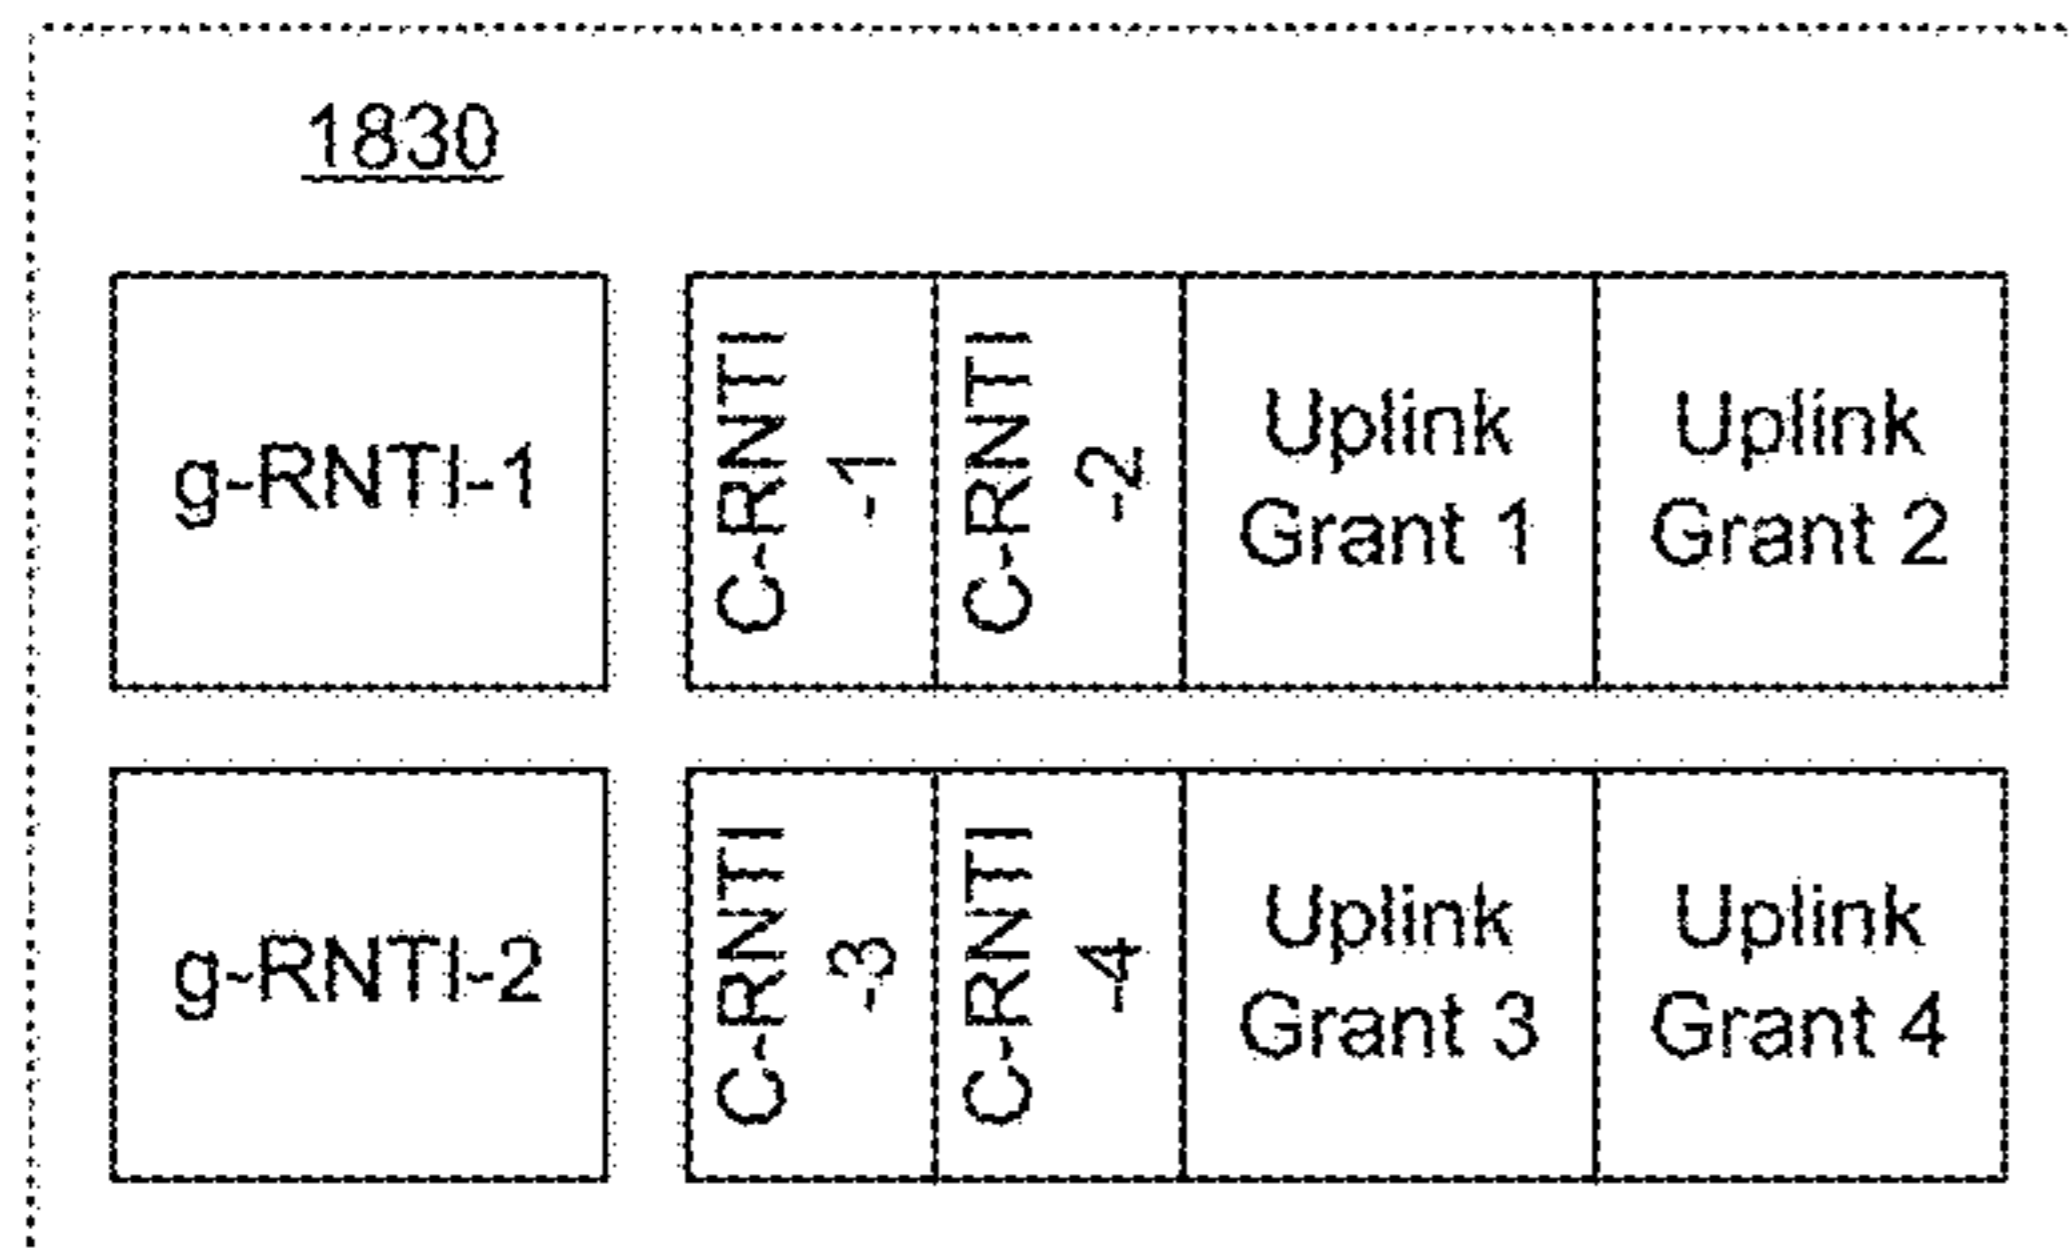 1830
g-RNTI-1
C-RNTI
-1
C-RNTI
-2
Uplink
Grant 1
Uplink
Grant 2
g-RNTI-2
C-RNTI
-3
C-RNTI
-4
Uplink
Grant 3
Uplink
Grant 4